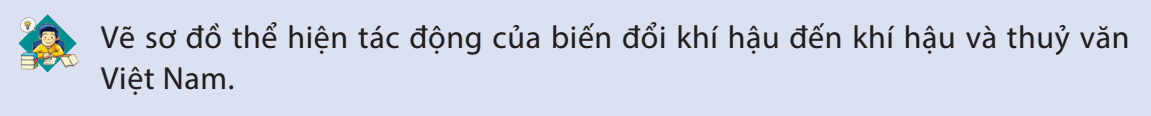 Vẽ sơ đồ thể hiện tác động của biến đổi khí hậu đến khí hậu và thuỷ văn
Việt Nam.